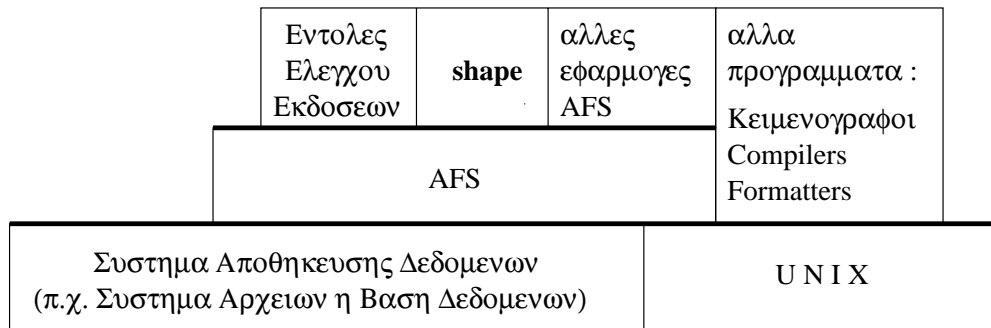 Εντολες
Ελεγχου
Εκδοσεων
shape
αλλες
εφαρμογες
AFS
αλλα
προγραμματα :
Κειμενογραφοι
Compilers
Formatters
AFS
Συστημα Αποθηκευσης Δεδομενων
(π.χ. Συστημα Αρχειων η Βαση Δεδομενων)
U N I X